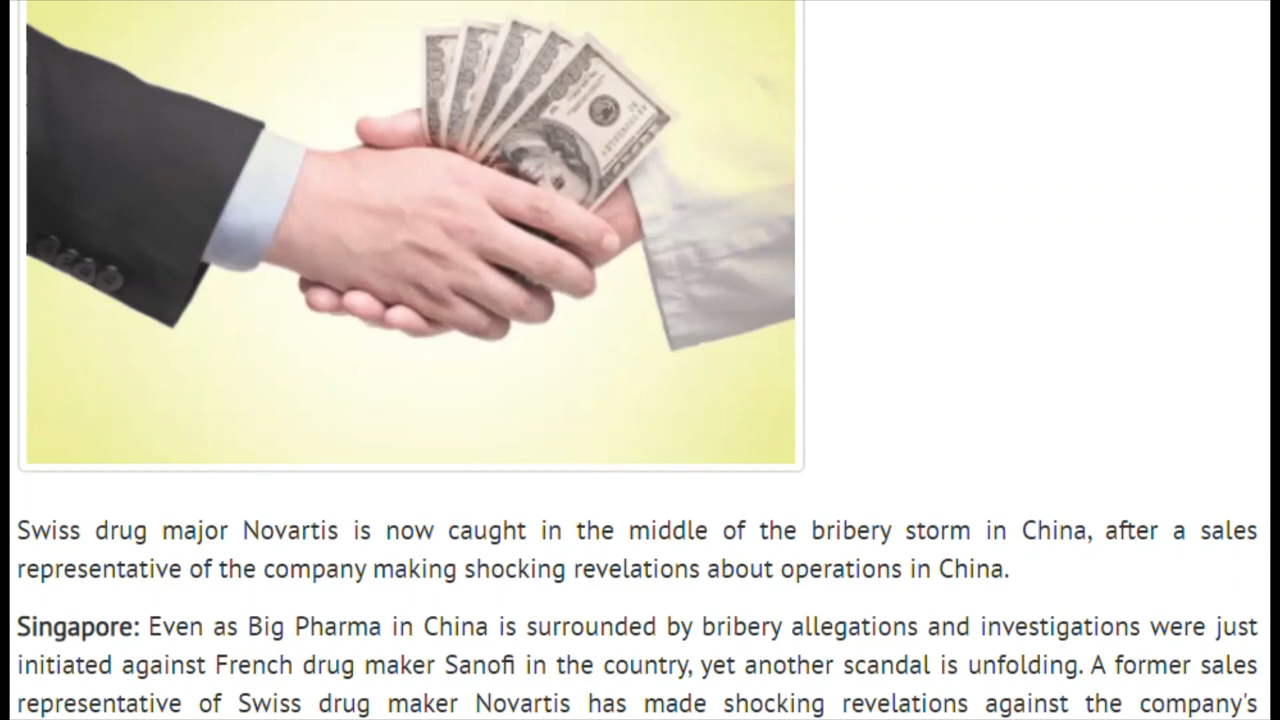 Swiss drug major Novartis is now caught in the middle of the bribery storm in China, after a sales
representative of the company making shocking revelations about operations in China.
Singapore: Even as Big Pharma in China is surrounded by bribery allegations and investigations were just
initiated against French drug maker Sanofi in the country, yet another scandal is unfolding. A former sales
representative of Swiss drug maker Novartis has made shocking revelations against the company's